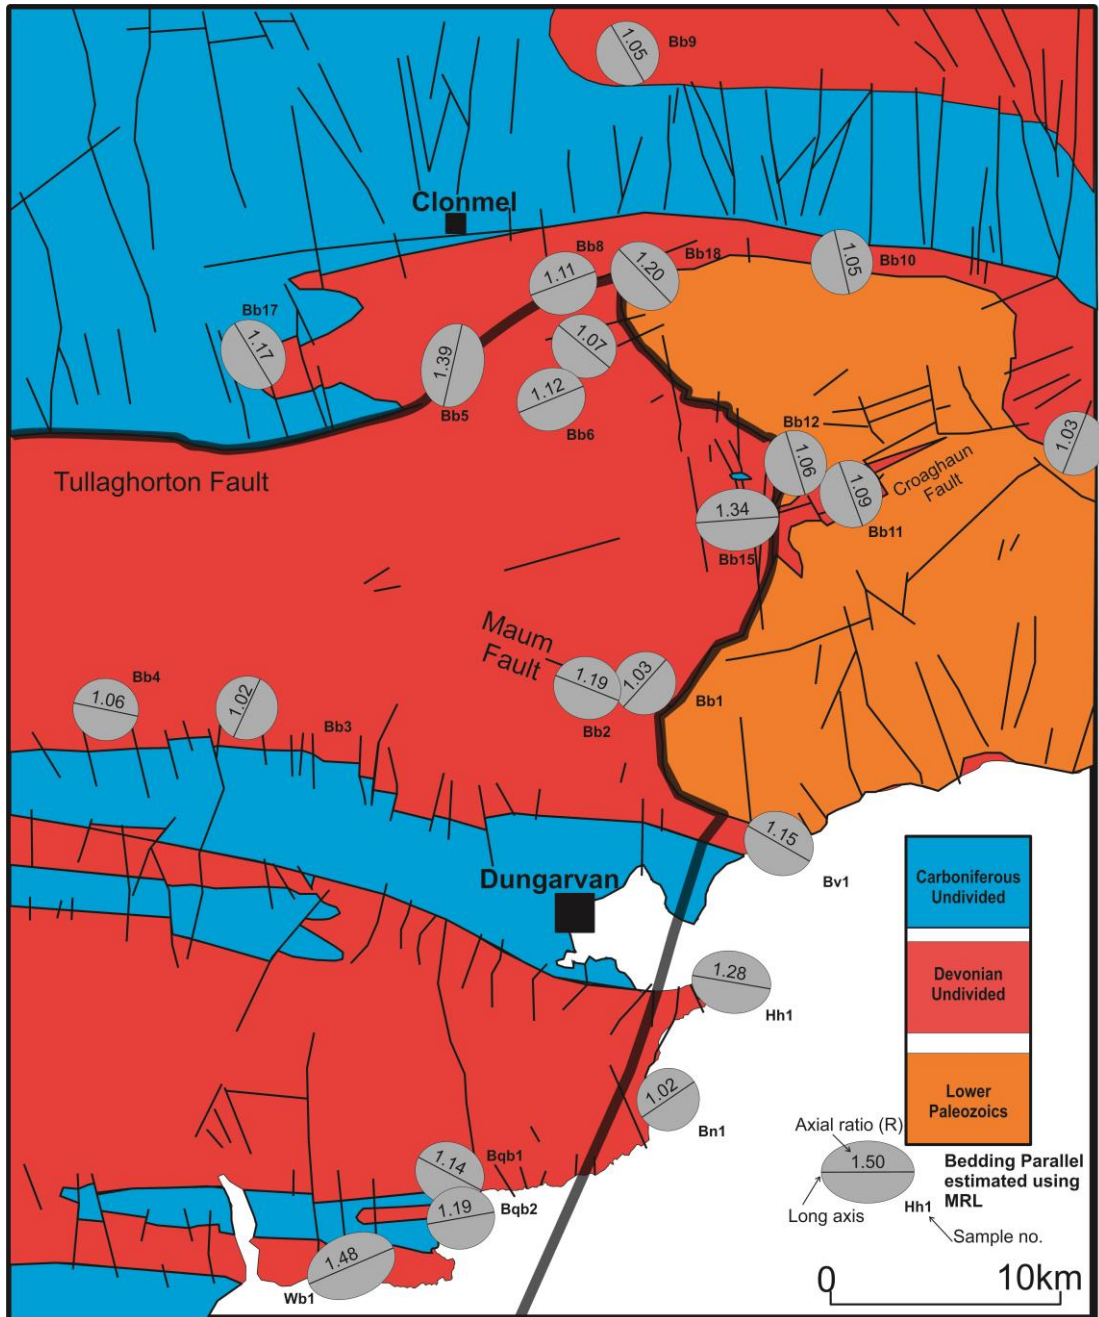 1.05
Bb9
Clonmel
Bb8
1.11
1.20
Bb18
1.05
Bb10
Bb17
1.17
1.39
Bb5
1.07
1.12
Bb6
Bb12
1.06
1.09
Bb11
Croaghaun
Fault
1.03
Tullaghorton Fault
1.34
Bb15
Maum
Fault
1.19
1.03
Bb1
Bb2
Bb4
1.06
1.02
Bb3
1.15
Bv1
Dungarvan
1.28
Hh1
1.02
Bn1
Bqb1
1.14
Bqb2
1.19
1.48
Wb1
Carboniferous
Undivided
Devonian
Undivided
Lower
Paleozoics
Axial ratio (R)
1.50
Long axis
Hh1
Sample no.
Bedding Parallel
estimated using
MRL
0 10km